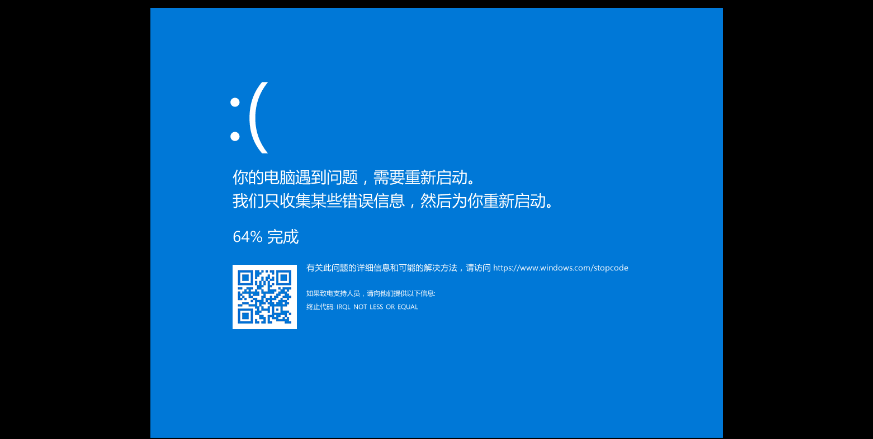 :(
你的电脑遇到问题，需要重新启动。
我们只收集某些错误信息，然后为你重新启动。
64% 完成
有关此问题的详细信息和可能的解决方法，请访问 https://www.windows.com/stopcode
如果致电支持人员，请向他们提供以下信息:
终止代码: IRQL NOT LESS OR EQUAL